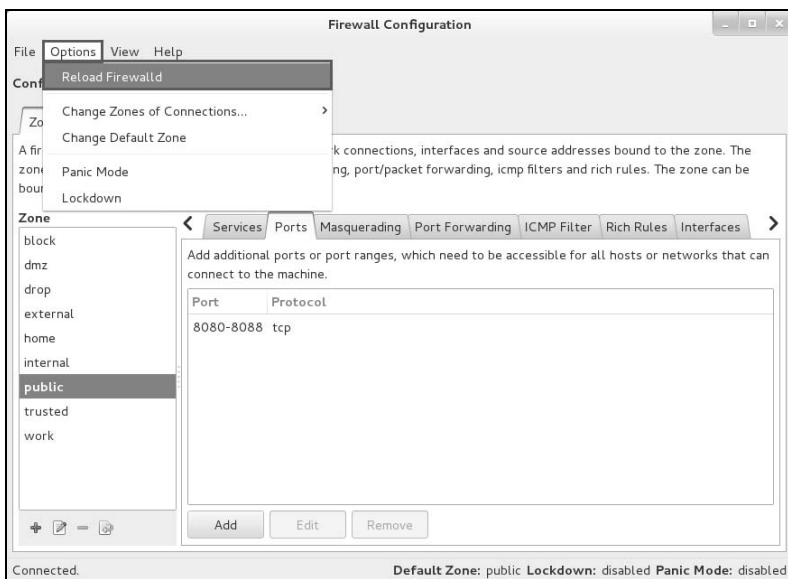 Firewall Configuration
File Options View Help
Conf
Reload Firewalld
Change Zones of Connections...
Change Default Zone
Panic Mode
Lockdown
Zo
A fir
k connections, interfaces and source addresses bound to the zone. The
zone
ng, port/packet forwarding, icmp filters and rich rules. The zone can be
bour
Zone
block
dmz
drop
external
home
internal
public
trusted
work
Services Ports Masquerading Port Forwarding ICMP Filter Rich Rules Interfaces
Add additional ports or port ranges, which need to be accessible for all hosts or networks that can
connect to the machine.
Port Protocol
8080-8088 tcp
Add Edit Remove
Connected.
Default Zone: public Lockdown: disabled Panic Mode: disabled